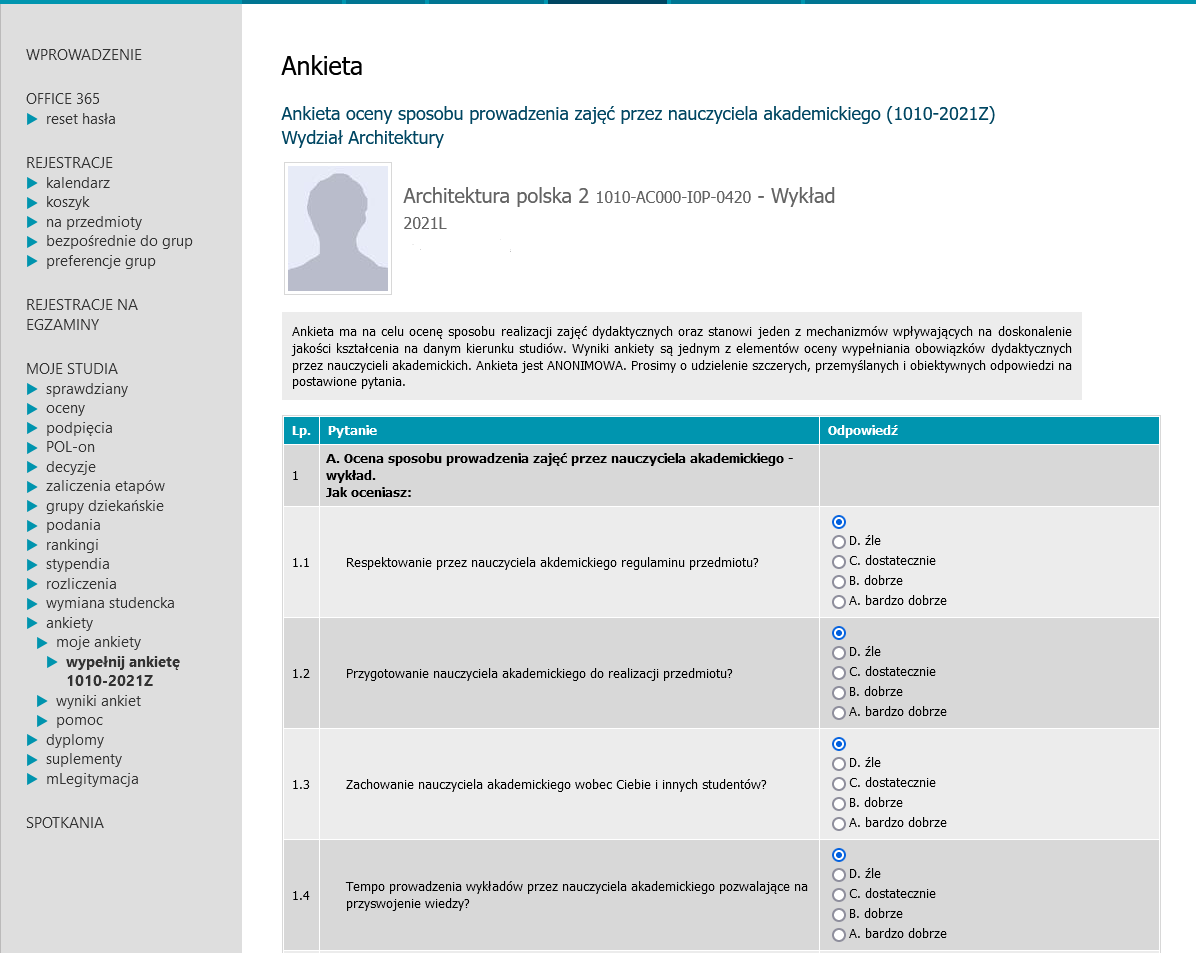 WPROWADZENIE
OFFICE 365
reset hasła
REJESTRACJE
kalendarz
koszyk
na przedmioty
bezpośrednie do grup
preferencje grup
REJESTRACJE NA
EGZAMINY
MOJE STUDIA
sprawdziany
oceny
podpięcia
POL-on
decyzje
zaliczenia etapów
grupy dziekańskie
podania
rankingi
stypendia
rozliczenia
wymiana studencka
ankiety
moje ankiety
wypełnij ankietę
1010-2021Z
wyniki ankiet
pomoc
dyplomy
suplementy
mLegitymacja
SPOTKANIA
Ankieta
Ankieta oceny sposobu prowadzenia zajęć przez nauczyciela akademickiego (1010-2021Z)
Wydział Architektury
Architektura polska 2 1010-AC000-I0P-0420 - Wykład
2021L
Ankieta ma na celu ocenę sposobu realizacji zajęć dydaktycznych oraz stanowi jeden z mechanizmów wpływających na doskonalenie
jakości kształcenia na danym kierunku studiów. Wyniki ankiety są jednym z elementów oceny wypełniania obowiązków dydaktycznych
przez nauczycieli akademickich. Ankieta jest ANONIMOWA. Prosimy o udzielenie szczerych, przemyślanych i obiektywnych odpowiedzi na
postawione pytania.
Lp. Pytanie Odpowiedź
1 A. Ocena sposobu prowadzenia zajęć przez nauczyciela akademickiego -
wykład.
Jak oceniasz:
1.1 Respektowanie przez nauczyciela akdemickiego regulaminu przedmiotu?
D. źle
C. dostatecznie
B. dobrze
A. bardzo dobrze
1.2 Przygotowanie nauczyciela akademickiego do realizacji przedmiotu?
D. źle
C. dostatecznie
B. dobrze
A. bardzo dobrze
1.3 Zachowanie nauczyciela akademickiego wobec Ciebie i innych studentów?
D. źle
C. dostatecznie
B. dobrze
A. bardzo dobrze
1.4 Tempo prowadzenia wykładów przez nauczyciela akademickiego pozwalające na
przyswojenie wiedzy?
D. źle
C. dostatecznie
B. dobrze
A. bardzo dobrze